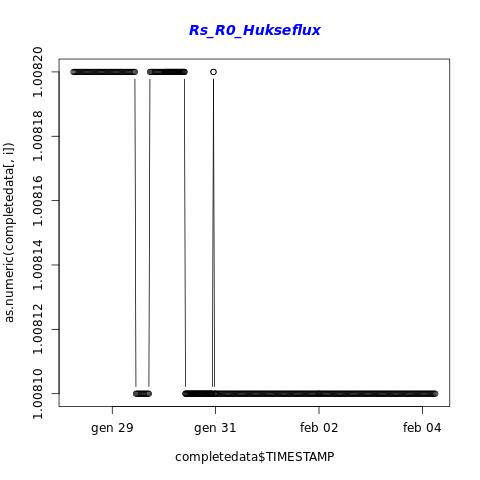 Rs_R0_Hukseflux
as.numeric(completedata[, i])
1.00820
1.00818
1.00816
1.00814
1.00812
1.00810
gen 29
gen 31
feb 02
feb 04
completedata$TIMESTAMP